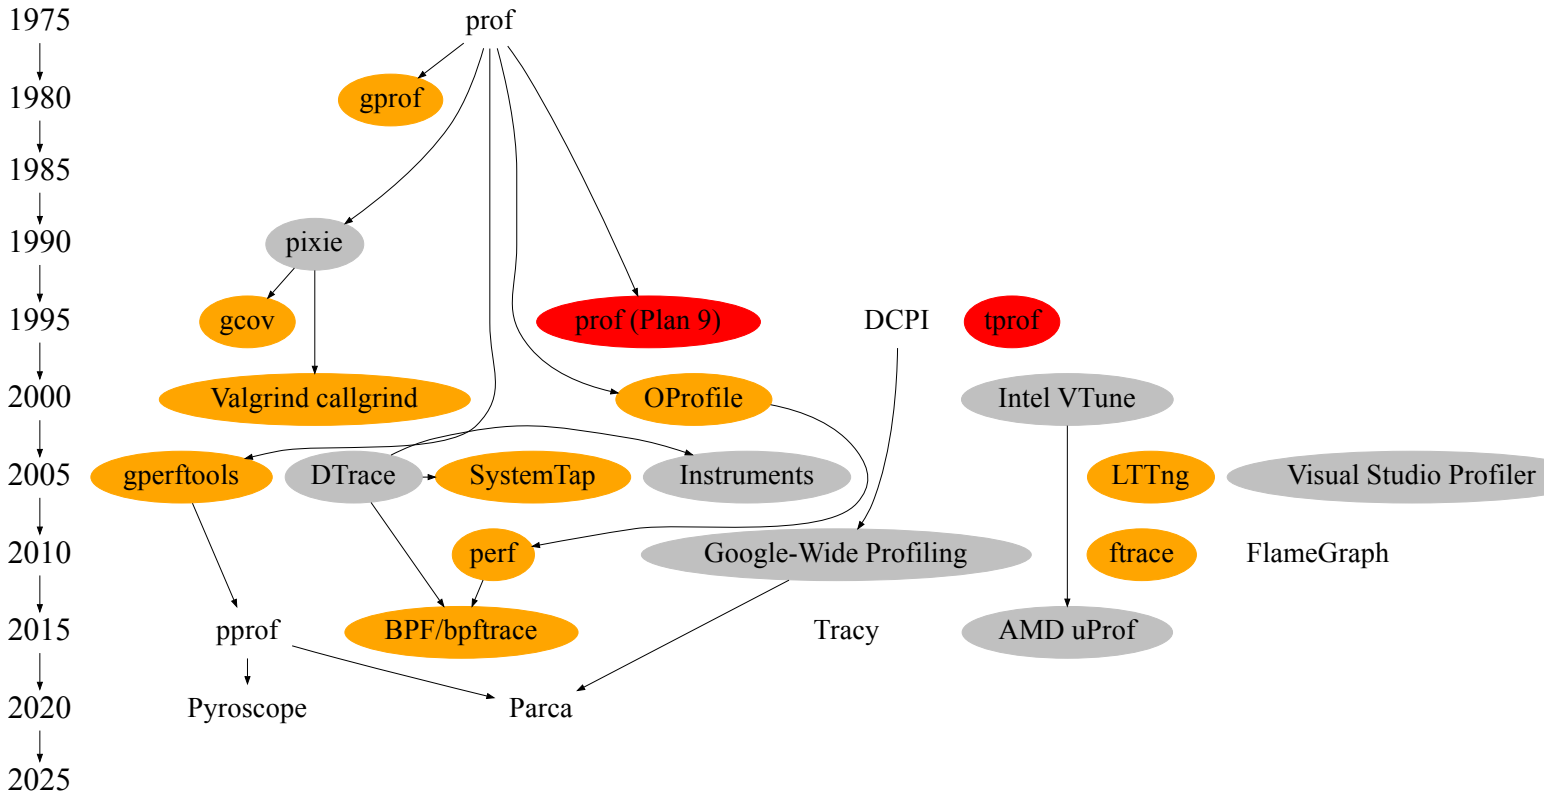 1975 prof
1980 gprof
1985
1990 pixie
1995 gcov prof (Plan 9) DCPI tprof
2000 Valgrind callgrind OProfile Intel VTune
2005 gperftools DTrace SystemTap Instruments LTTng Visual Studio Profiler
2010 perf Google-Wide Profiling ftrace FlameGraph
2015 pprof BPF/bpftrace Tracy AMD uProf
2020 Pyroscope Parca
2025